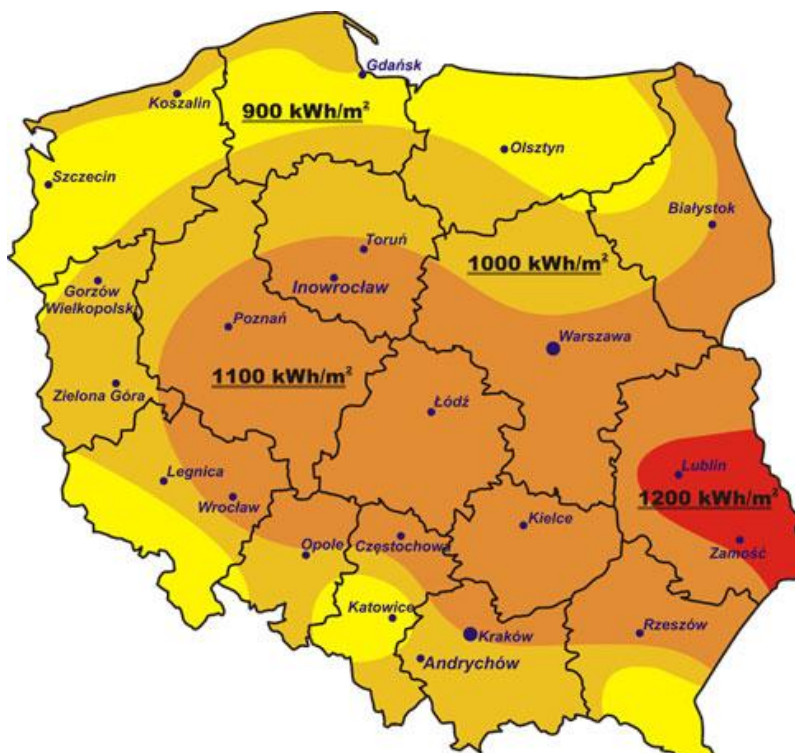 Gdańsk
Koszalin
900 kWh/m²
Olsztyn
Szczecin
Białystok
Toruń
1000 kWh/m²
Gorzów
Wielkopolski
Inowrocław
Poznań
Warszawa
1100 kWh/m²
Zielona Góra
Łódź
Legnica
Lublin
Wrocław
1200 kWh/m²
Kielce
Opole
Częstochowa
Zamość
Katowice
Kraków
Rzeszów
Andrychów